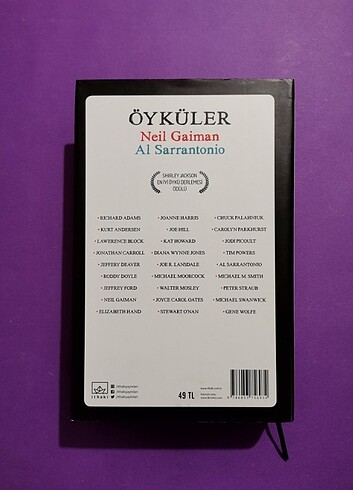 ÖYKÜLER
Neil Gaiman
Al Sarrantonio
SHIRLEY JACKSON
EN İYİ ÖYKÜ DERLEMESİ
ÖDÜLÜ
• RICHARD ADAMS
• KURT ANDERSEN
• LAWRENCE BLOCK
• JONATHAN CARROLL
• JEFFERY DEAVER
• RODDY DOYLE
• JEFFREY FORD
• NEIL GAIMAN
• ELIZABETH HAND
• JOANNE HARRIS
• JOE HILL
• KAT HOWARD
• DIANA WYNNE JONES
• JOE R. LANSDALE
• MICHAEL MOORCOCK
• WALTER MOSLEY
• JOYCE CAROL OATES
• STEWART O'NAN
• CHUCK PALAHNIUK
• CAROLYN PARKHURST
• JODI PICOULT
• TIM POWERS
• AL SARRANTONIO
• MICHAEL M. SMITH
• PETER STRAUB
• MICHAEL SWANWICK
• GENE WOLFE
ithaki
49 TL